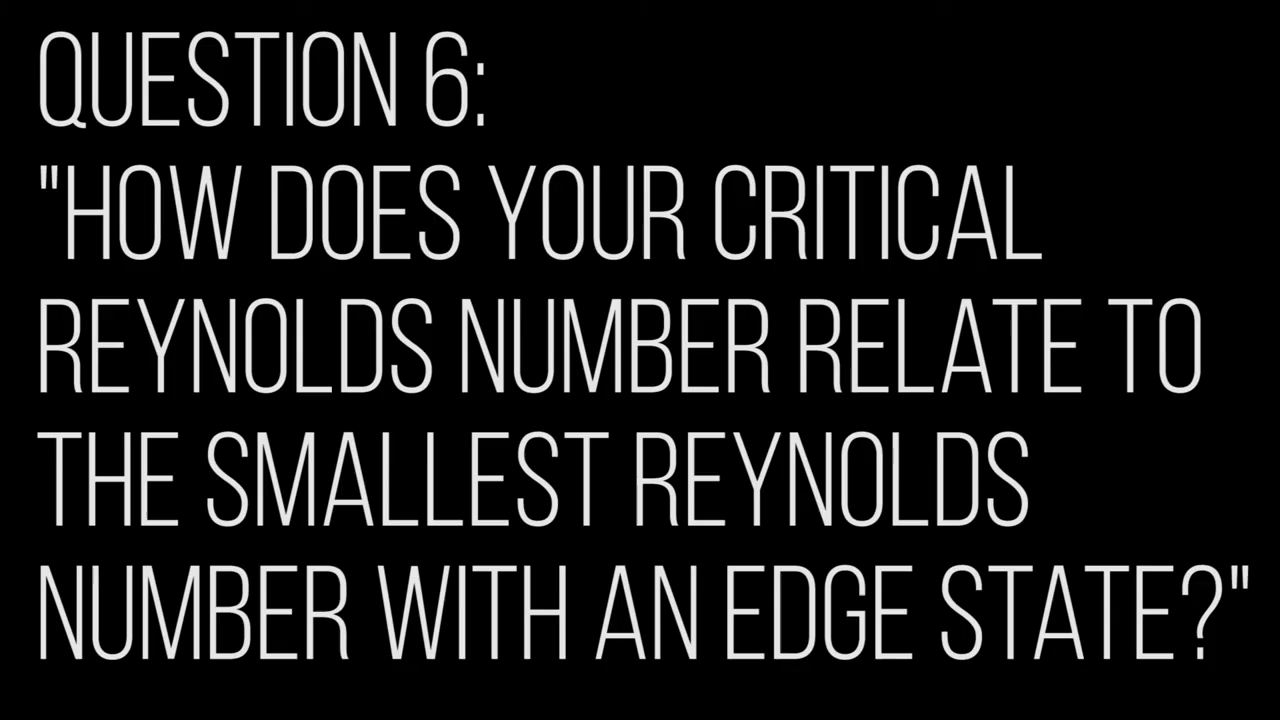 QUESTION 6:
"HOW DOES YOUR CRITICAL
REYNOLDS NUMBER RELATE TO
THE SMALLEST REYNOLDS
NUMBER WITH AN EDGE STATE?"